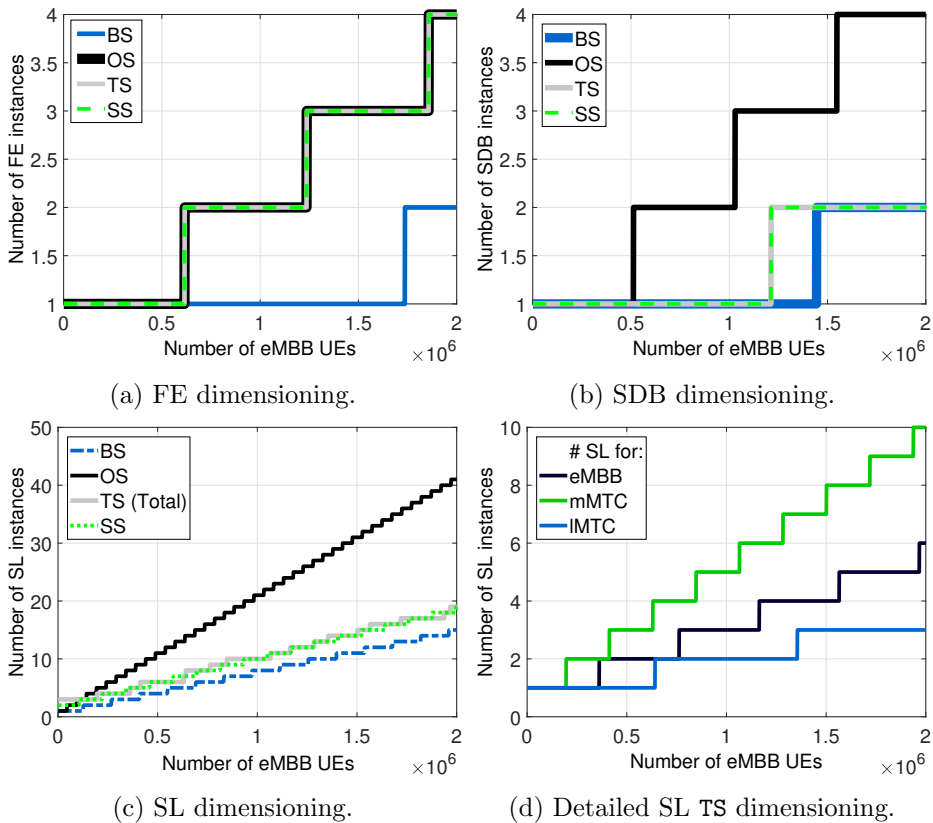 Number of FE instances
4
3.5
3
2.5
2
1.5
1
BS
OS
TS
SS
0 0.5 1 1.5 2
Number of eMBB UEs
×10^6
(a) FE dimensioning.
Number of SDB instances
4
3.5
3
2.5
2
1.5
1
BS
OS
TS
SS
0 0.5 1 1.5 2
Number of eMBB UEs
×10^6
(b) SDB dimensioning.
Number of SL instances
50
40
30
20
10
0
BS
OS
TS (Total)
SS
0 0.5 1 1.5 2
Number of eMBB UEs
×10^6
(c) SL dimensioning.
Number of SL instances
10
8
6
4
2
0
# SL for:
eMBB
mMTC
lMTC
0 0.5 1 1.5 2
Number of eMBB UEs
×10^6
(d) Detailed SL TS dimensioning.